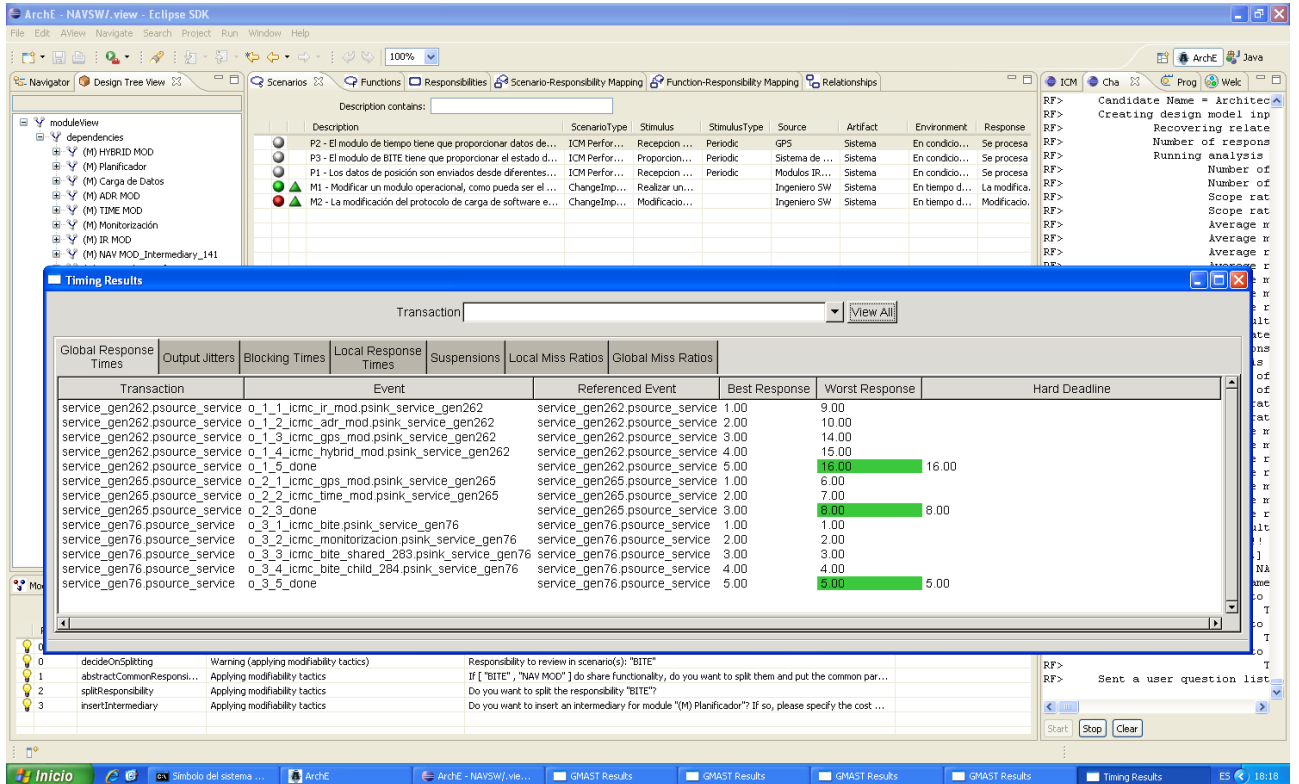 ArchE - NAVSW/.view - Eclipse SDK
File Edit AView Navigate Search Project Run Window Help
100%
ArchE Java
Navigator Design Tree View
Scenarios Functions Responsibilities Scenario-Responsibility Mapping Function-Responsibility Mapping Relationships
ICM Cha Prog Welc
Description contains:
moduleView
dependencies
(M) HYBRID MOD
(M) Planificador
(M) Carga de Datos
(M) ADR MOD
(M) TIME MOD
(M) Monitorización
(M) IR MOD
(M) NAV MOD_Intermediary_141
Description ScenarioType Stimulus StimulusType Source Artifact Environment Response
P2 - El modulo de tiempo tiene que proporcionar datos de... ICM Perfor... Recepcion ... Periodic GPS Sistema En condicio... Se procesa
P3 - El modulo de BITE tiene que proporcionar el estado d... ICM Perfor... Proporcion... Periodic Sistema de ... Sistema En condicio... Se procesa
P1 - Los datos de posición son enviados desde diferentes... ICM Perfor... Recepcion ... Periodic Modulos IR... Sistema En condicio... Se procesa
M1 - Modificar un modulo operacional, como pueda ser el ... ChangeImp... Realizar un... Ingeniero SW Sistema En tiempo d... La modifica.
M2 - La modificación del protocolo de carga de software e... ChangeImp... Modificacio... Ingeniero SW Sistema En tiempo d... Modificacio.
RF> Candidate Name = Architec
RF> Creating design model inp
RF> Recovering relate
RF> Number of respons
RF> Running analysis
RF> Number of
RF> Number of
RF> Scope rat
RF> Scope rat
RF> Average m
RF> Average m
RF> Average r
Timing Results
Transaction View All
Global Response Times Output Jitters Blocking Times Local Response Times Suspensions Local Miss Ratios Global Miss Ratios
Transaction Event Referenced Event Best Response Worst Response Hard Deadline
service_gen262.psource_service o_1_1_icmc_ir_mod.psink_service_gen262 service_gen262.psource_service 1.00 9.00
service_gen262.psource_service o_1_2_icmc_adr_mod.psink_service_gen262 service_gen262.psource_service 2.00 10.00
service_gen262.psource_service o_1_3_icmc_gps_mod.psink_service_gen262 service_gen262.psource_service 3.00 14.00
service_gen262.psource_service o_1_4_icmc_hybrid_mod.psink_service_gen262 service_gen262.psource_service 4.00 15.00
service_gen262.psource_service o_1_5_done service_gen262.psource_service 5.00 16.00 16.00
service_gen265.psource_service o_2_1_icmc_gps_mod.psink_service_gen265 service_gen265.psource_service 1.00 6.00
service_gen265.psource_service o_2_2_icmc_time_mod.psink_service_gen265 service_gen265.psource_service 2.00 7.00
service_gen265.psource_service o_2_3_done service_gen265.psource_service 3.00 8.00 8.00
service_gen76.psource_service o_3_1_icmc_bite.psink_service_gen76 service_gen76.psource_service 1.00 1.00
service_gen76.psource_service o_3_2_icmc_monitorizacion.psink_service_gen76 service_gen76.psource_service 2.00 2.00
service_gen76.psource_service o_3_3_icmc_bite_shared_283.psink_service_gen76 service_gen76.psource_service 3.00 3.00
service_gen76.psource_service o_3_4_icmc_bite_child_284.psink_service_gen76 service_gen76.psource_service 4.00 4.00
service_gen76.psource_service o_3_5_done service_gen76.psource_service 5.00 5.00 5.00
0 decideOnSplitting Warning (applying modifiability tactics) Responsibility to review in scenario(s): "BITE"
1 abstractCommonResponsi... Applying modifiability tactics If [ "BITE" , "NAV MOD" ] do share functionality, do you want to split them and put the common par...
2 splitResponsibility Applying modifiability tactics Do you want to split the responsibility "BITE"?
3 insertIntermediary Applying modifiability tactics Do you want to insert an intermediary for module "(M) Planificador"? If so, please specify the cost ...
RF> T
RF> Sent a user question list
Start Stop Clear
Inicio Símbolo del sistema ... ArchE ArchE - NAVSW/.vie... GMAST Results GMAST Results GMAST Results GMAST Results Timing Results ES 18:18